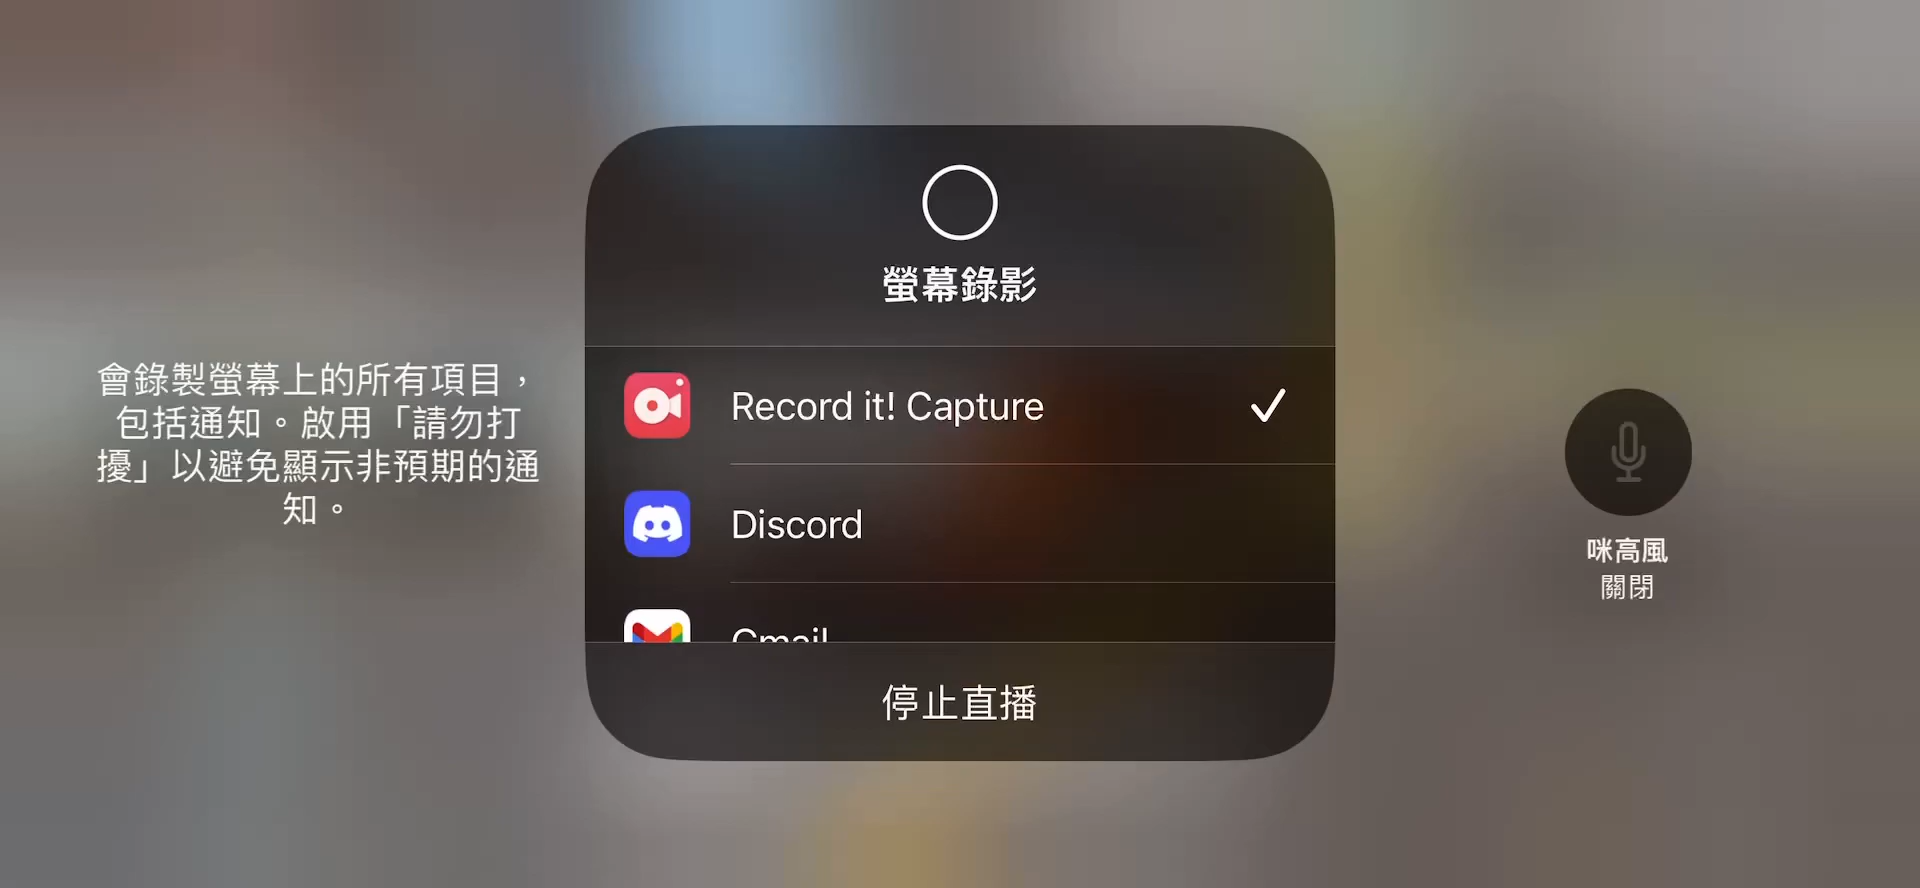 會錄製螢幕上的所有項目，
包括通知。啟用「請勿打
擾」以避免顯示非預期的通
知。
螢幕錄影
Record it! Capture
Discord
Gmail
停止直播
咪高風
關閉